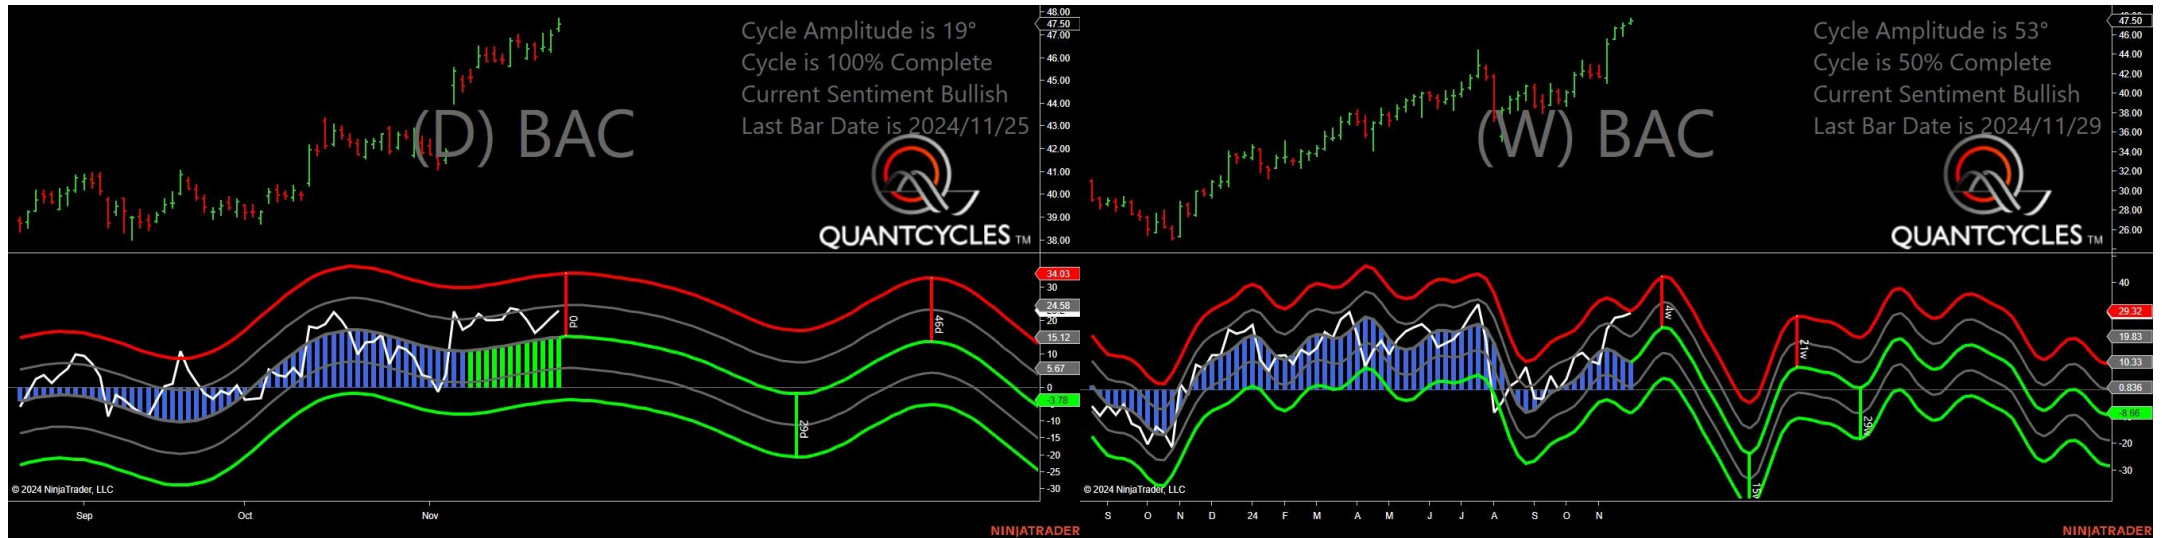 Cycle Amplitude is 19°
Cycle is 100% Complete
Current Sentiment Bullish
Last Bar Date is 2024/11/25
(D) BAC
QUANTCYCLES TM
48.00
47.50
47.00
46.00
45.00
44.00
43.00
42.00
41.00
40.00
39.00
38.00
34.03
30
24.58
20
15.12
10
5.67
0
-3.78
-10
-15
-20
-25
-30
0d
29d
46d
© 2024 NinjaTrader, LLC
Sep
Oct
Nov
NINJATRADER
Cycle Amplitude is 53°
Cycle is 50% Complete
Current Sentiment Bullish
Last Bar Date is 2024/11/29
(W) BAC
QUANTCYCLES TM
47.50
46.00
44.00
42.00
40.00
38.00
36.00
34.00
32.00
30.00
28.00
26.00
40
29.32
19.83
10.33
0.836
-8.66
-20
-30
4w
15w
21w
29w
© 2024 NinjaTrader, LLC
S
O
N
D
24
F
M
A
M
J
J
A
S
O
N
NINJATRADER